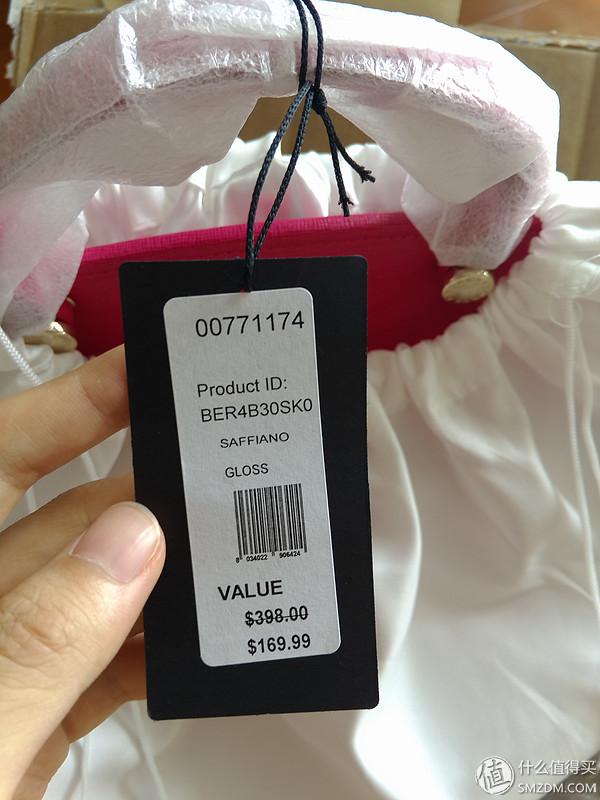 00771174
Product ID:
BER4B30SK0
SAFFIANO
GLOSS
8 034022 906424
VALUE
$398.00
$169.99
值 什么值得买
SMZDM.COM